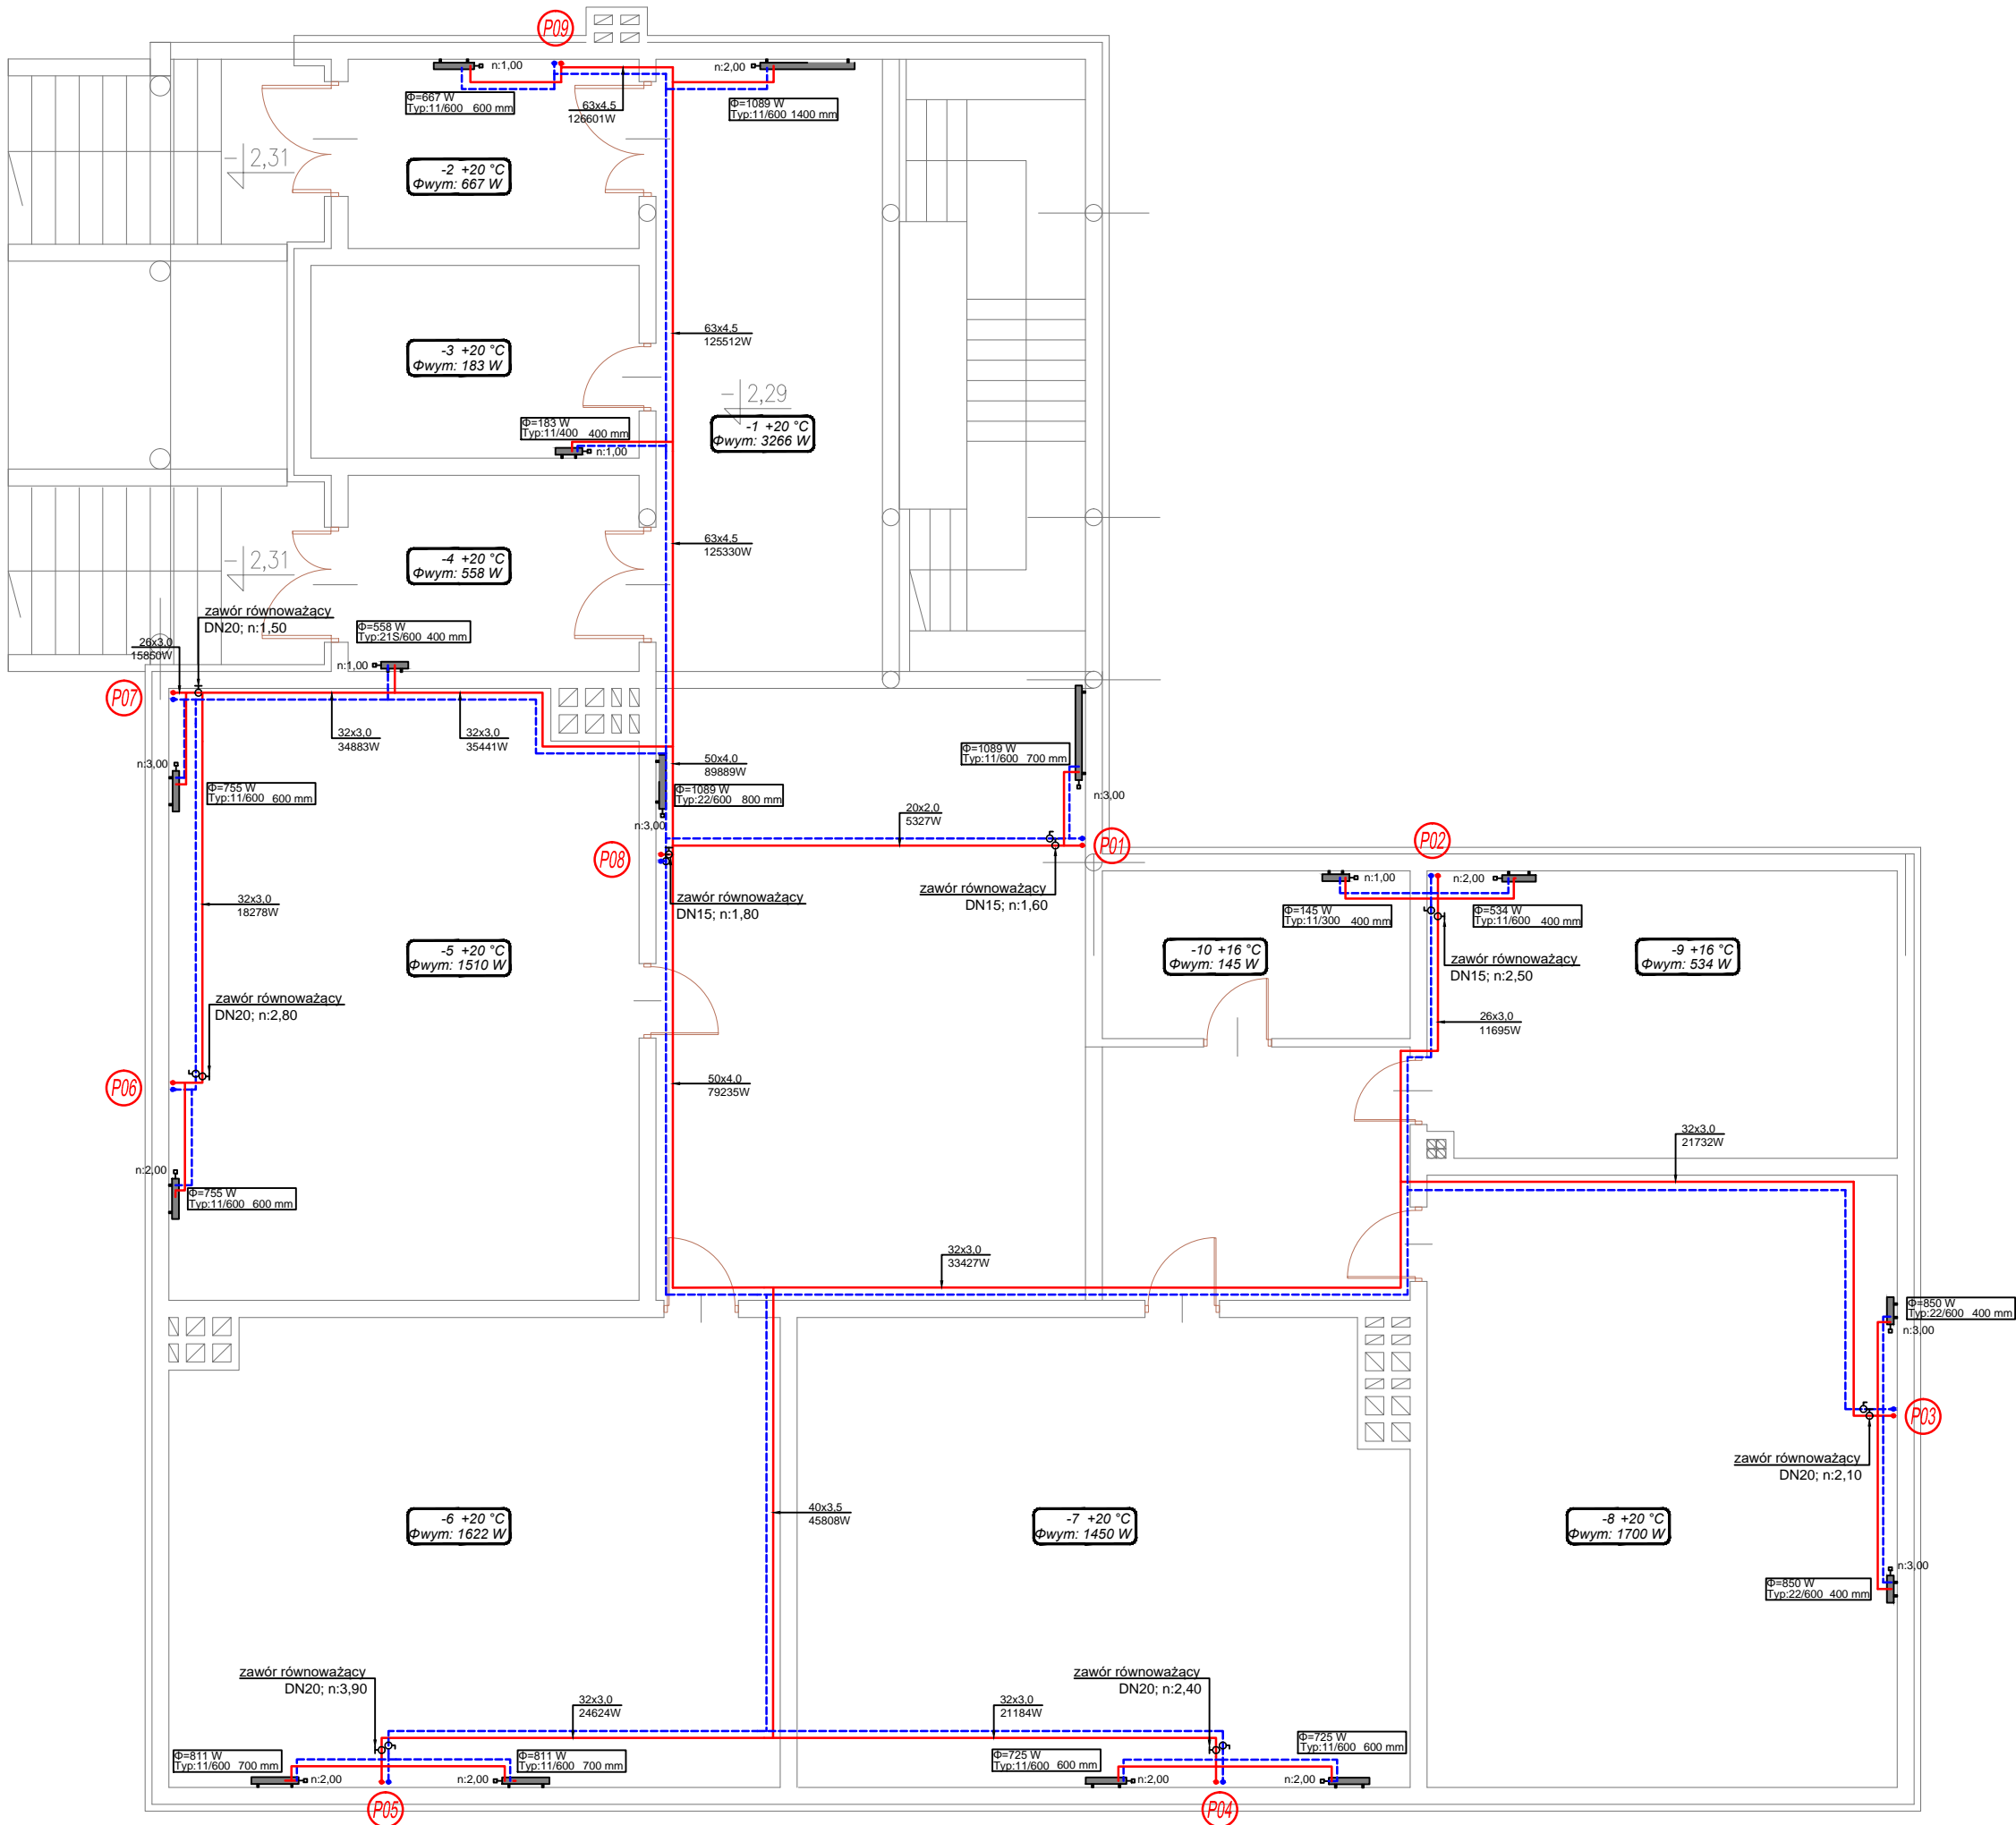 P09
n:1,00
n:2,00
Φ=667 W
Typ:11/600 600 mm
63x4,5
126601W
Φ=1089 W
Typ:11/600 1400 mm
2,31
-2 +20 °C
Φwym: 667 W
63x4,5
125512W
-3 +20 °C
Φwym: 183 W
2,29
-1 +20 °C
Φwym: 3266 W
Φ=183 W
Typ:11/400 400 mm
n:1,00
63x4,5
125330W
2,31
-4 +20 °C
Φwym: 558 W
zawór równoważący
DN20; n:1,50
Φ=558 W
Typ:21S/600 400 mm
26x3,0
15850W
n:1,00
P07
32x3,0
34883W
32x3,0
35441W
n:3,00
Φ=755 W
Typ:11/600 600 mm
50x4,0
89889W
Φ=1089 W
Typ:22/600 800 mm
n:3,00
Φ=1089 W
Typ:11/600 700 mm
n:3,00
20x2,0
5327W
P08
P01
P02
zawór równoważący
DN15; n:1,80
zawór równoważący
DN15; n:1,60
n:1,00
n:2,00
Φ=145 W
Typ:11/300 400 mm
Φ=534 W
Typ:11/600 400 mm
32x3,0
18278W
-5 +20 °C
Φwym: 1510 W
-10 +16 °C
Φwym: 145 W
zawór równoważący
DN15; n:2,50
-9 +16 °C
Φwym: 534 W
zawór równoważący
DN20; n:2,80
26x3,0
11695W
P06
50x4,0
79235W
32x3,0
21732W
n:2,00
Φ=755 W
Typ:11/600 600 mm
32x3,0
33427W
Φ=850 W
Typ:22/600 400 mm
n:3,00
P03
zawór równoważący
DN20; n:2,10
40x3,5
45808W
-6 +20 °C
Φwym: 1622 W
-7 +20 °C
Φwym: 1450 W
-8 +20 °C
Φwym: 1700 W
n:3,00
Φ=850 W
Typ:22/600 400 mm
zawór równoważący
DN20; n:3,90
32x3,0
24624W
zawór równoważący
DN20; n:2,40
32x3,0
21184W
Φ=811 W
Typ:11/600 700 mm
Φ=811 W
Typ:11/600 700 mm
Φ=725 W
Typ:11/600 600 mm
Φ=725 W
Typ:11/600 600 mm
n:2,00
n:2,00
n:2,00
n:2,00
P05
P04